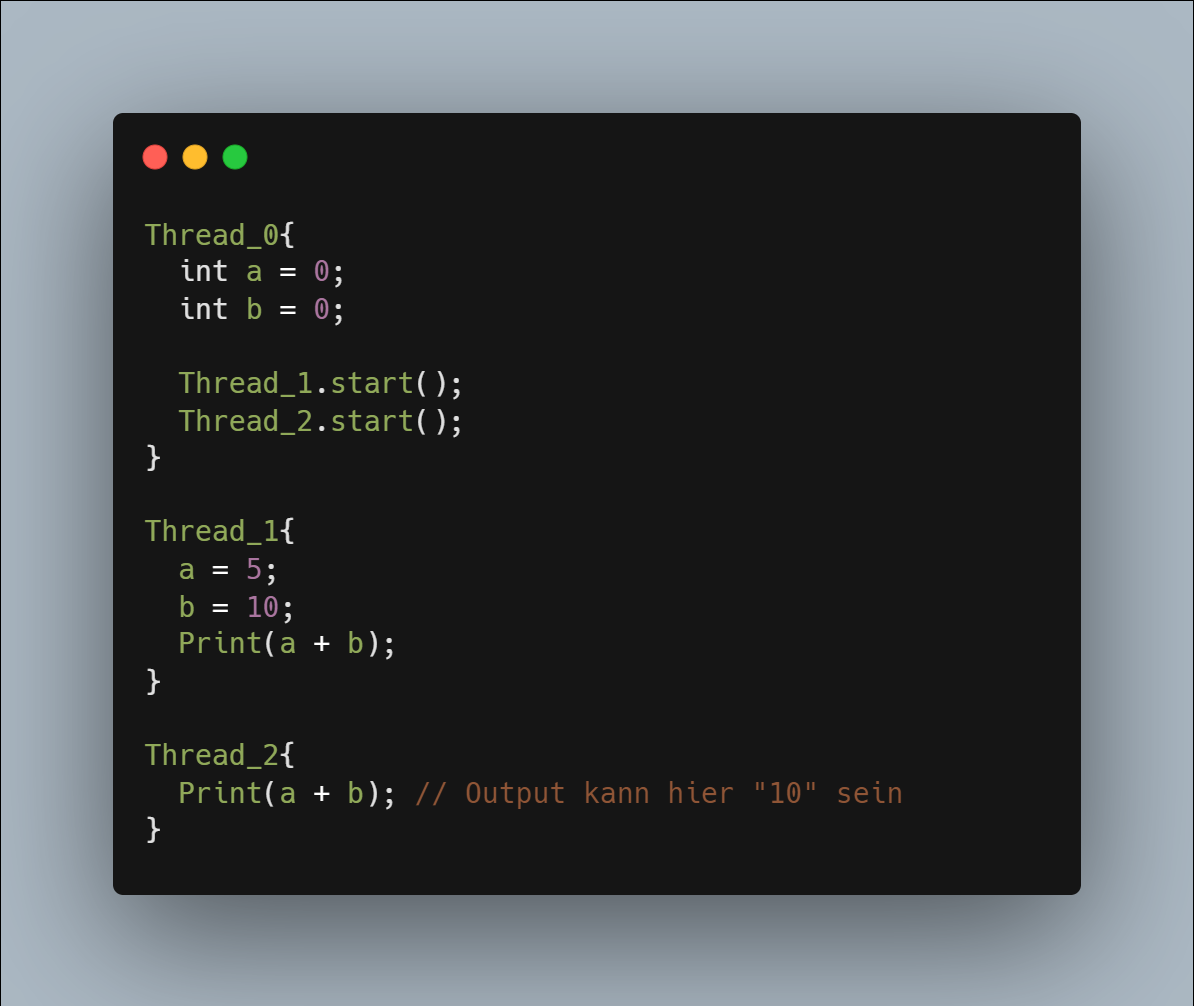 Thread_0{
  int a = 0;
  int b = 0;

  Thread_1.start();
  Thread_2.start();
}

Thread_1{
  a = 5;
  b = 10;
  Print(a + b);
}

Thread_2{
  Print(a + b); // Output kann hier "10" sein
}